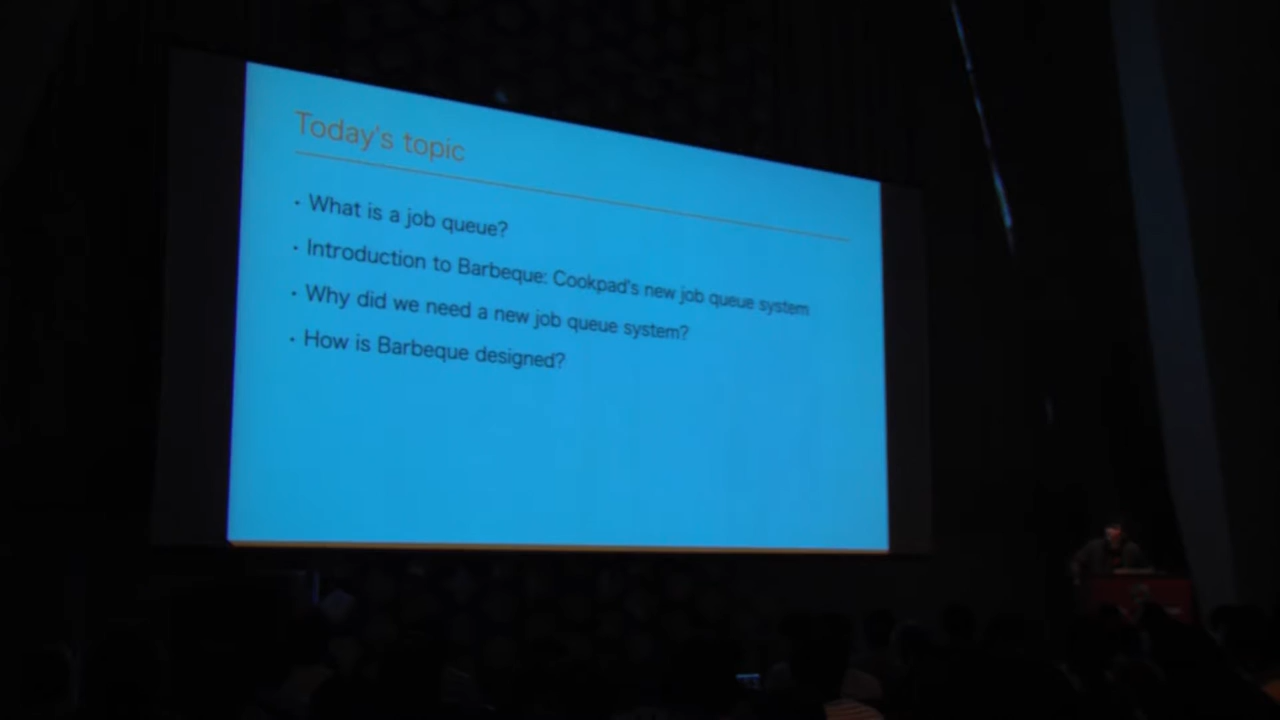 Today's topic
• What is a job queue?
• Introduction to Barbeque: Cookpad's new job queue system
• Why did we need a new job queue system?
• How is Barbeque designed?